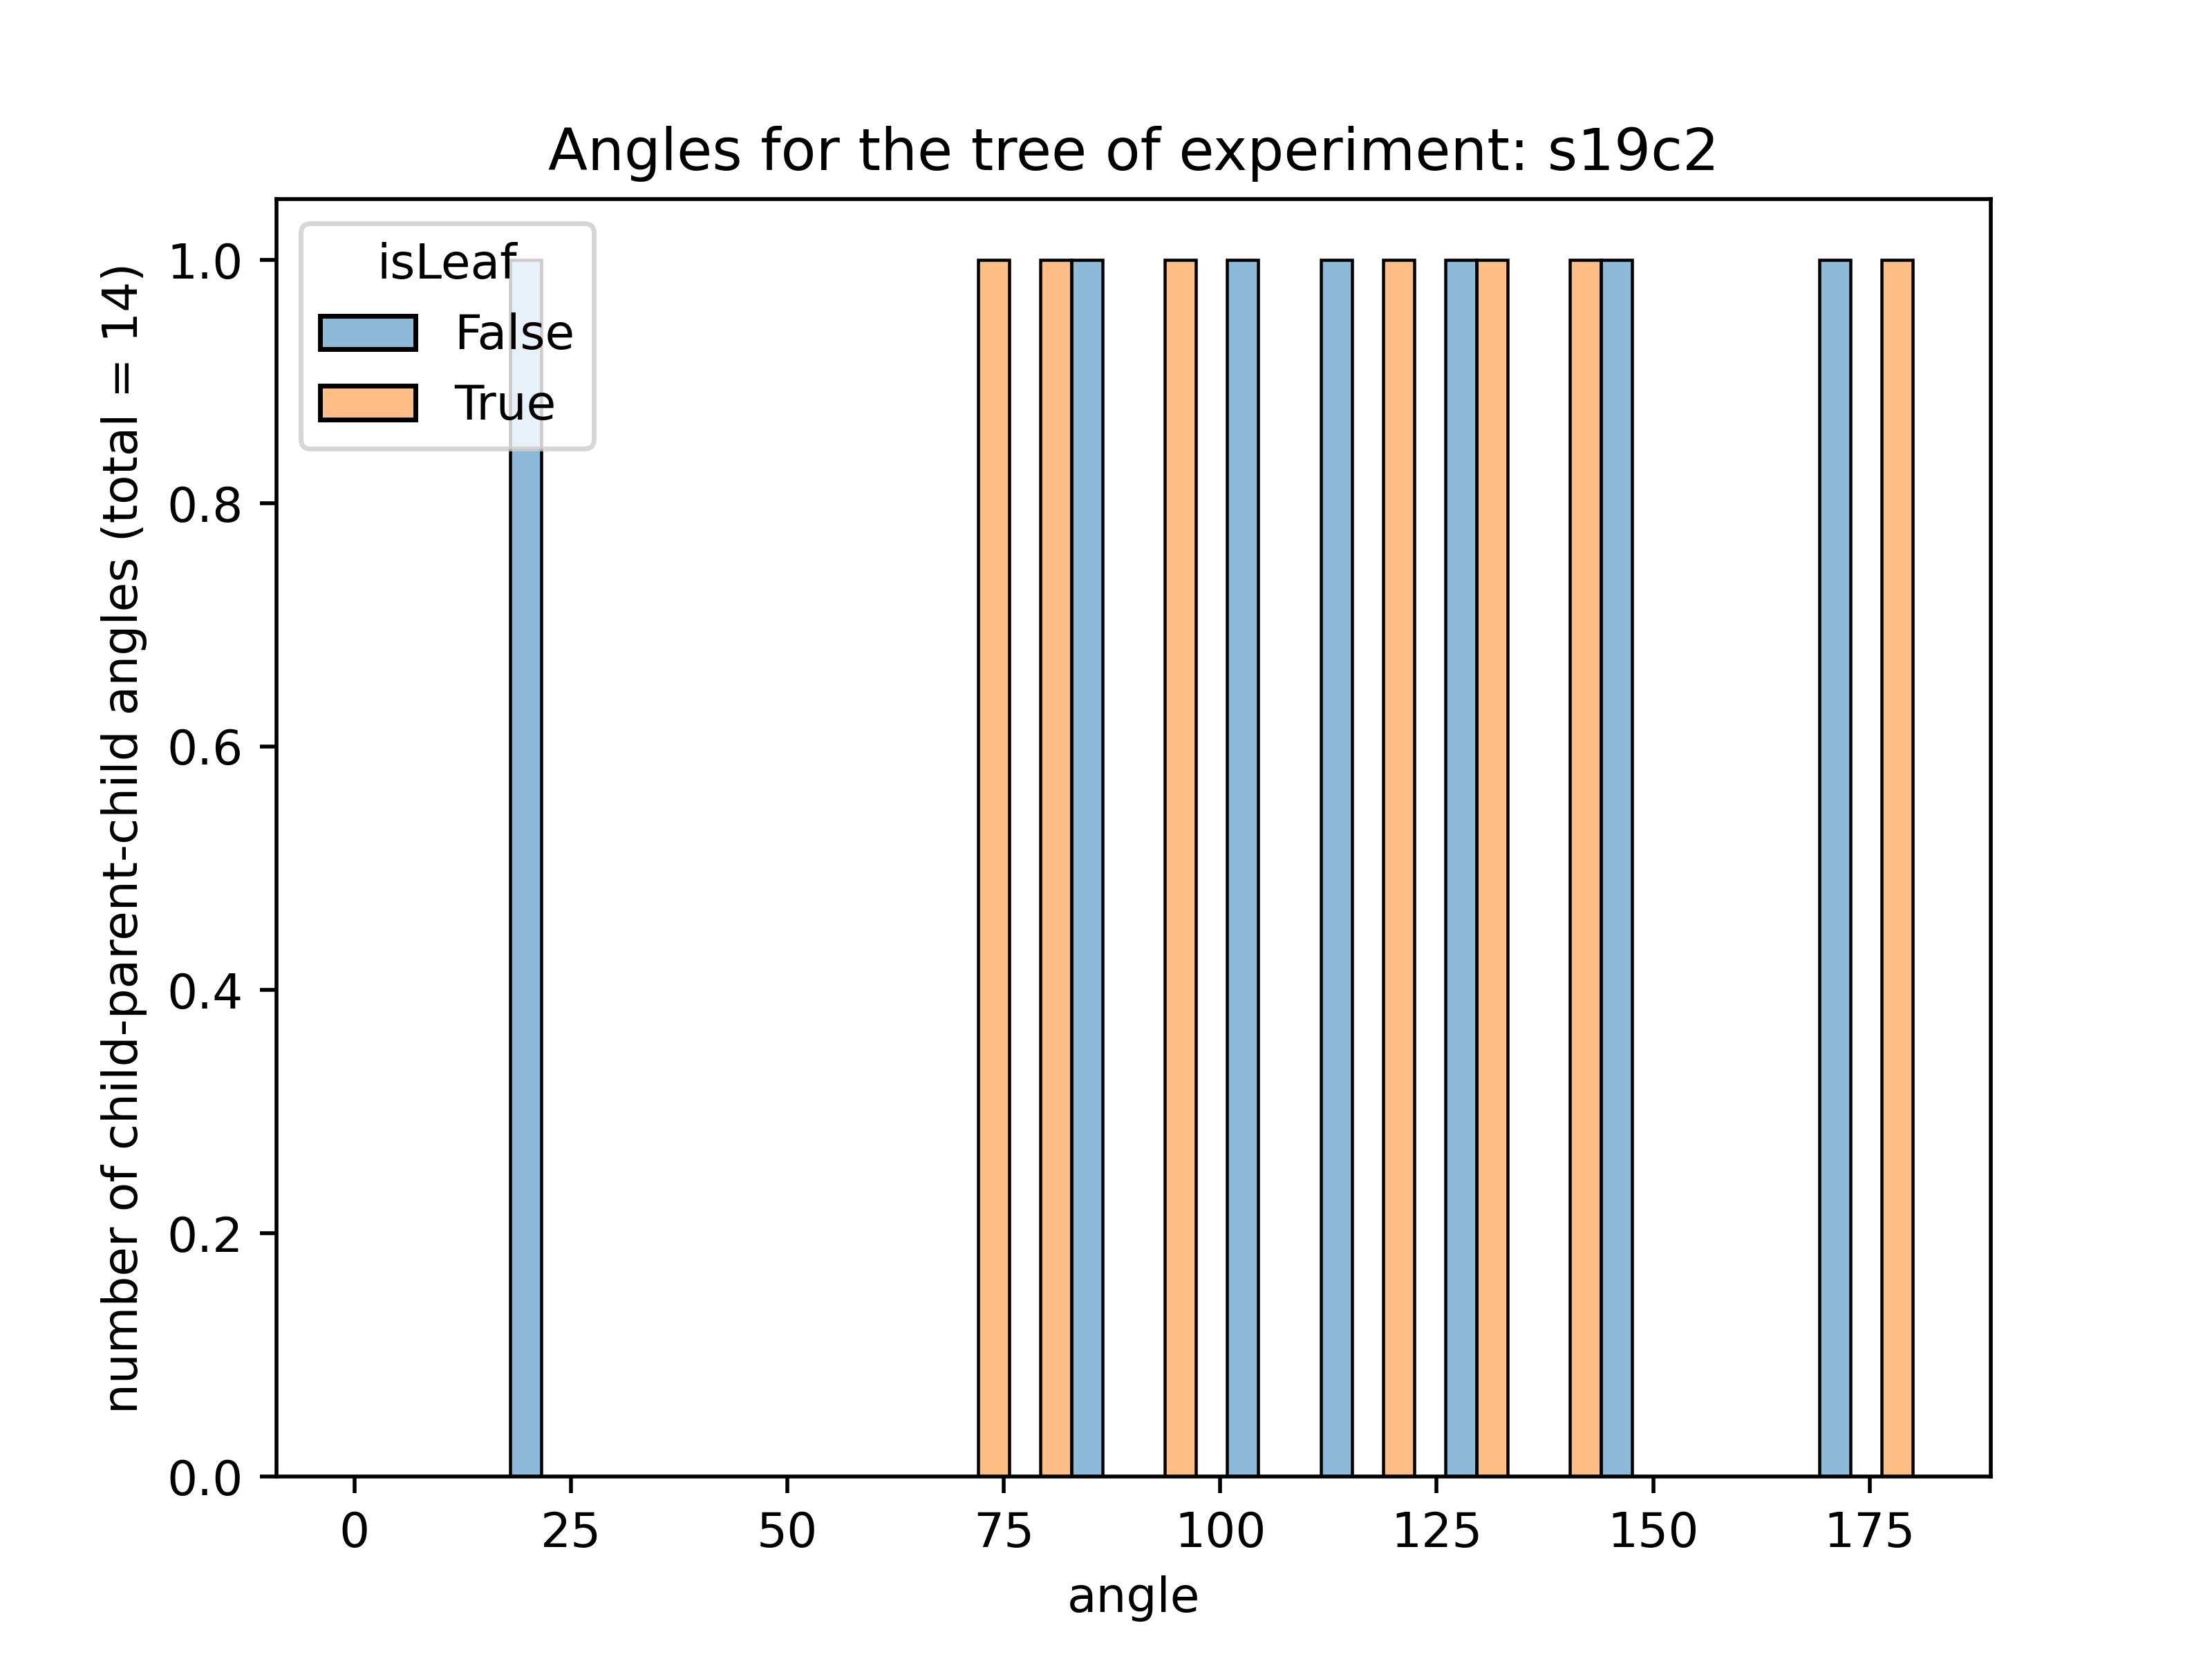 Angles for the tree of experiment: s19c2
number of child-parent-child angles (total = 14)
1.0
0.8
0.6
0.4
0.2
0.0
isLeaf
False
True
0 25 50 75 100 125 150 175
angle